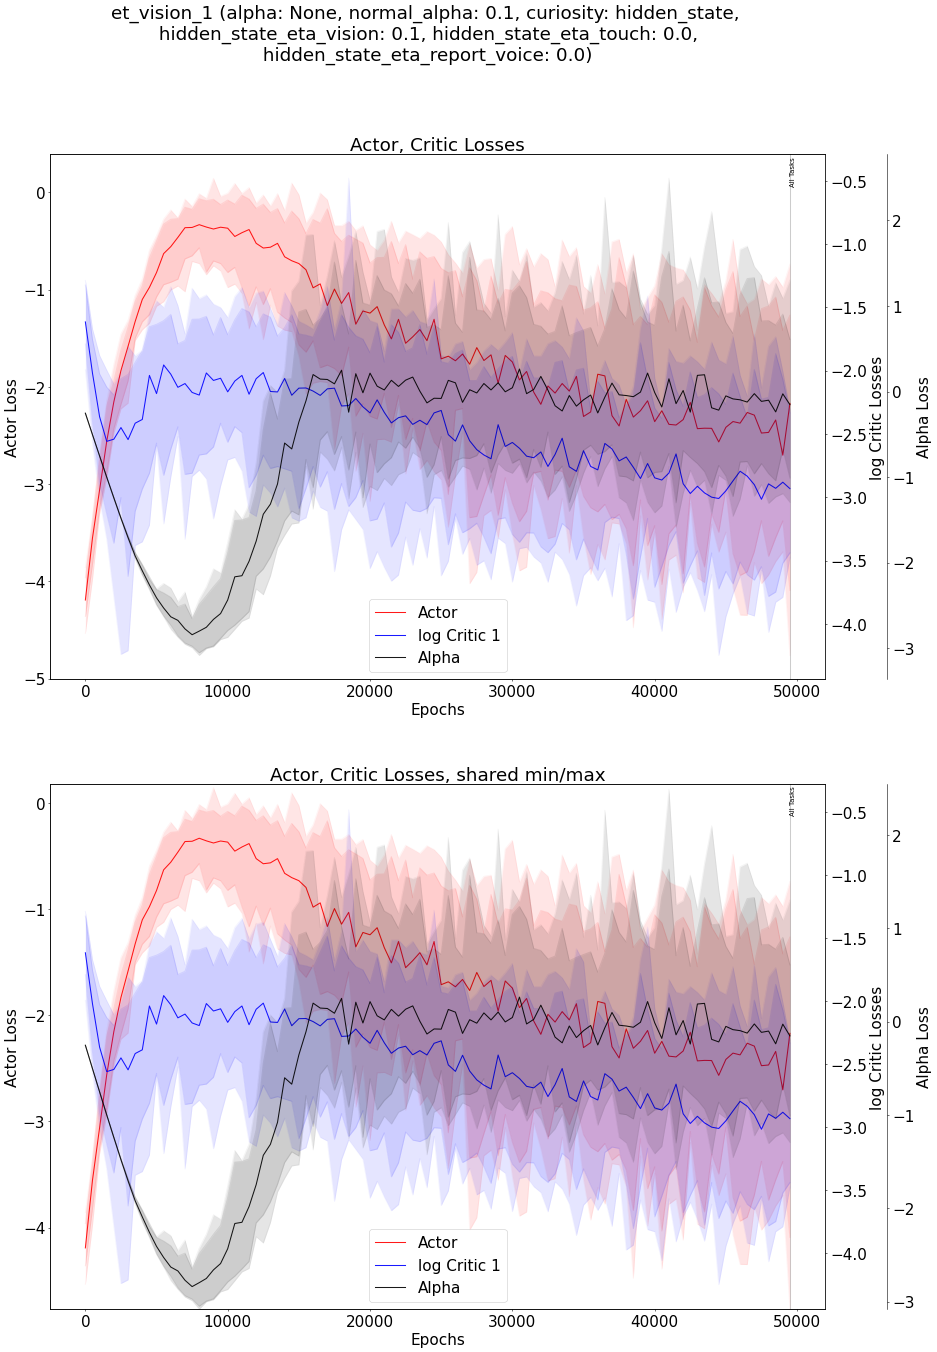 et_vision_1 (alpha: None, normal_alpha: 0.1, curiosity: hidden_state,
hidden_state_eta_vision: 0.1, hidden_state_eta_touch: 0.0,
hidden_state_eta_report_voice: 0.0)
Actor, Critic Losses
All Tasks
0
−1
−2
−3
−4
−5
Actor Loss
−0.5
−1.0
−1.5
−2.0
−2.5
−3.0
−3.5
−4.0
log Critic Losses
2
1
0
−1
−2
−3
Alpha Loss
Actor
log Critic 1
Alpha
0 10000 20000 30000 40000 50000
Epochs
Actor, Critic Losses, shared min/max
All Tasks
0
−1
−2
−3
−4
Actor Loss
−0.5
−1.0
−1.5
−2.0
−2.5
−3.0
−3.5
−4.0
log Critic Losses
2
1
0
−1
−2
−3
Alpha Loss
Actor
log Critic 1
Alpha
0 10000 20000 30000 40000 50000
Epochs